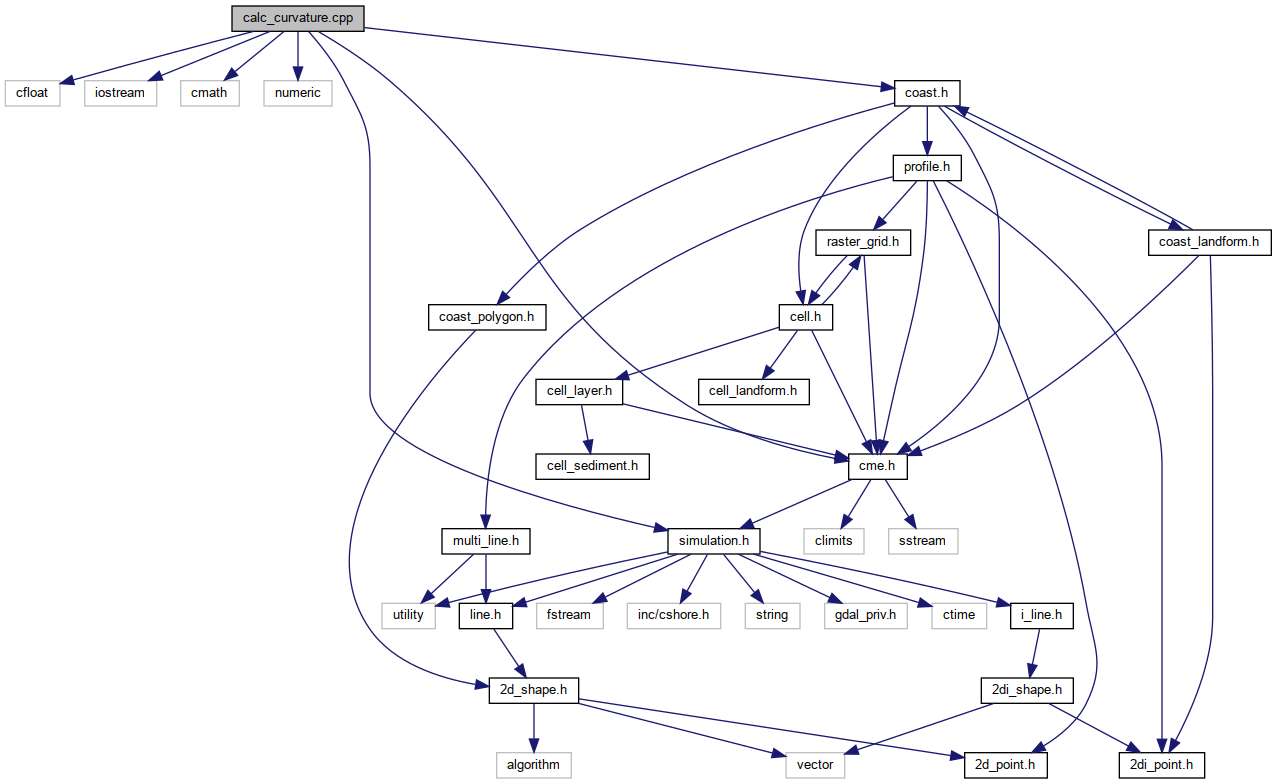 calc_curvature.cpp
cfloat
iostream
cmath
numeric
coast.h
profile.h
raster_grid.h
coast_landform.h
coast_polygon.h
cell.h
cell_layer.h
cell_landform.h
cell_sediment.h
cme.h
multi_line.h
simulation.h
climits
sstream
utility
line.h
fstream
inc/cshore.h
string
gdal_priv.h
ctime
i_line.h
2d_shape.h
2di_shape.h
algorithm
vector
2d_point.h
2di_point.h